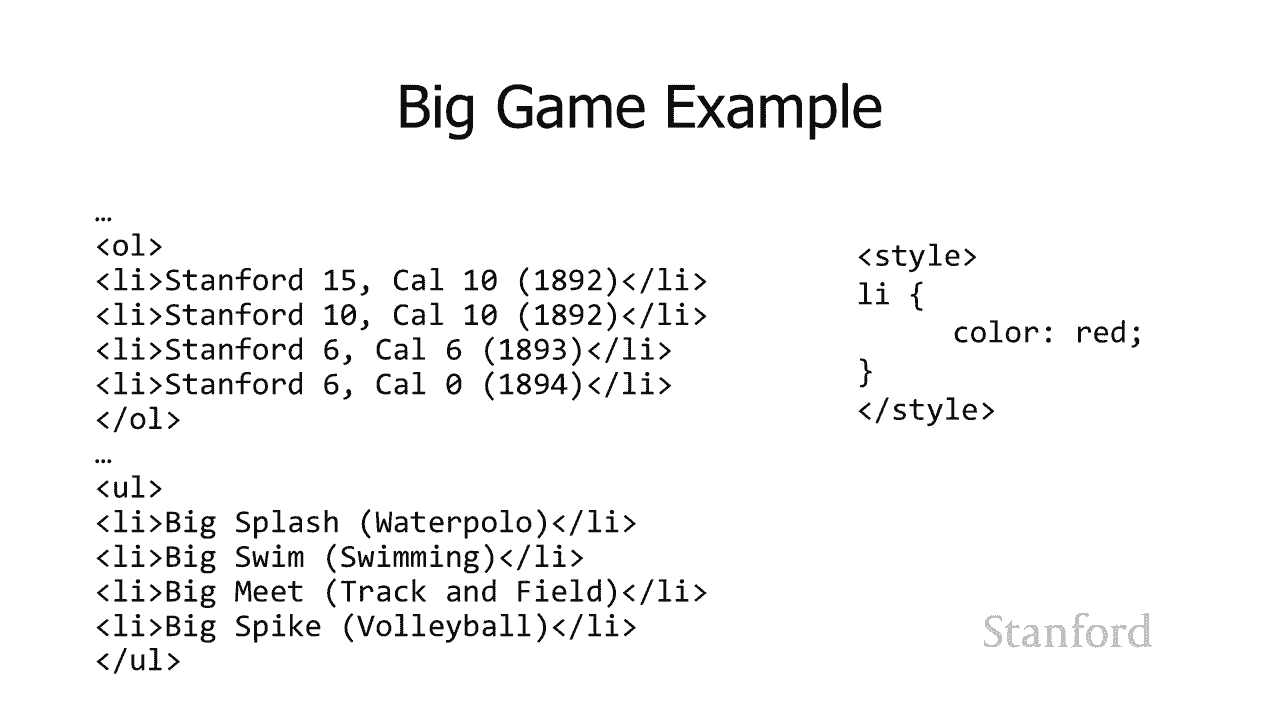 Big Game Example
…
<ol>
<li>Stanford 15, Cal 10 (1892)</li>
<li>Stanford 10, Cal 10 (1892)</li>
<li>Stanford 6, Cal 6 (1893)</li>
<li>Stanford 6, Cal 0 (1894)</li>
</ol>
…
<ul>
<li>Big Splash (Waterpolo)</li>
<li>Big Swim (Swimming)</li>
<li>Big Meet (Track and Field)</li>
<li>Big Spike (Volleyball)</li>
</ul>
<style>
li {
color: red;
}
</style>
Stanford